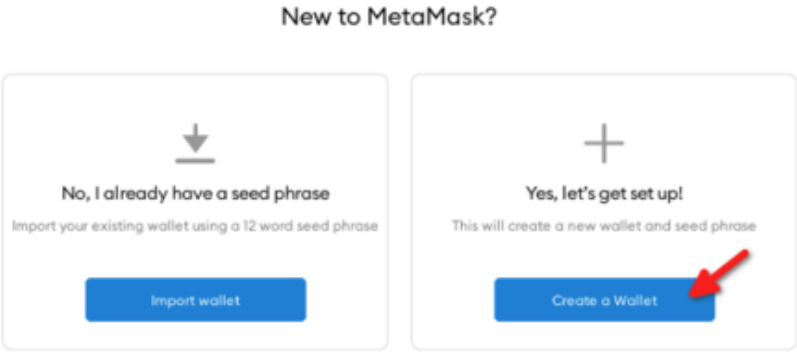 New to MetaMask?
No, I already have a seed phrase
Import your existing wallet using a 12 word seed phrase
Import wallet
Yes, let's get set up!
This will create a new wallet and seed phrase
Create a Wallet